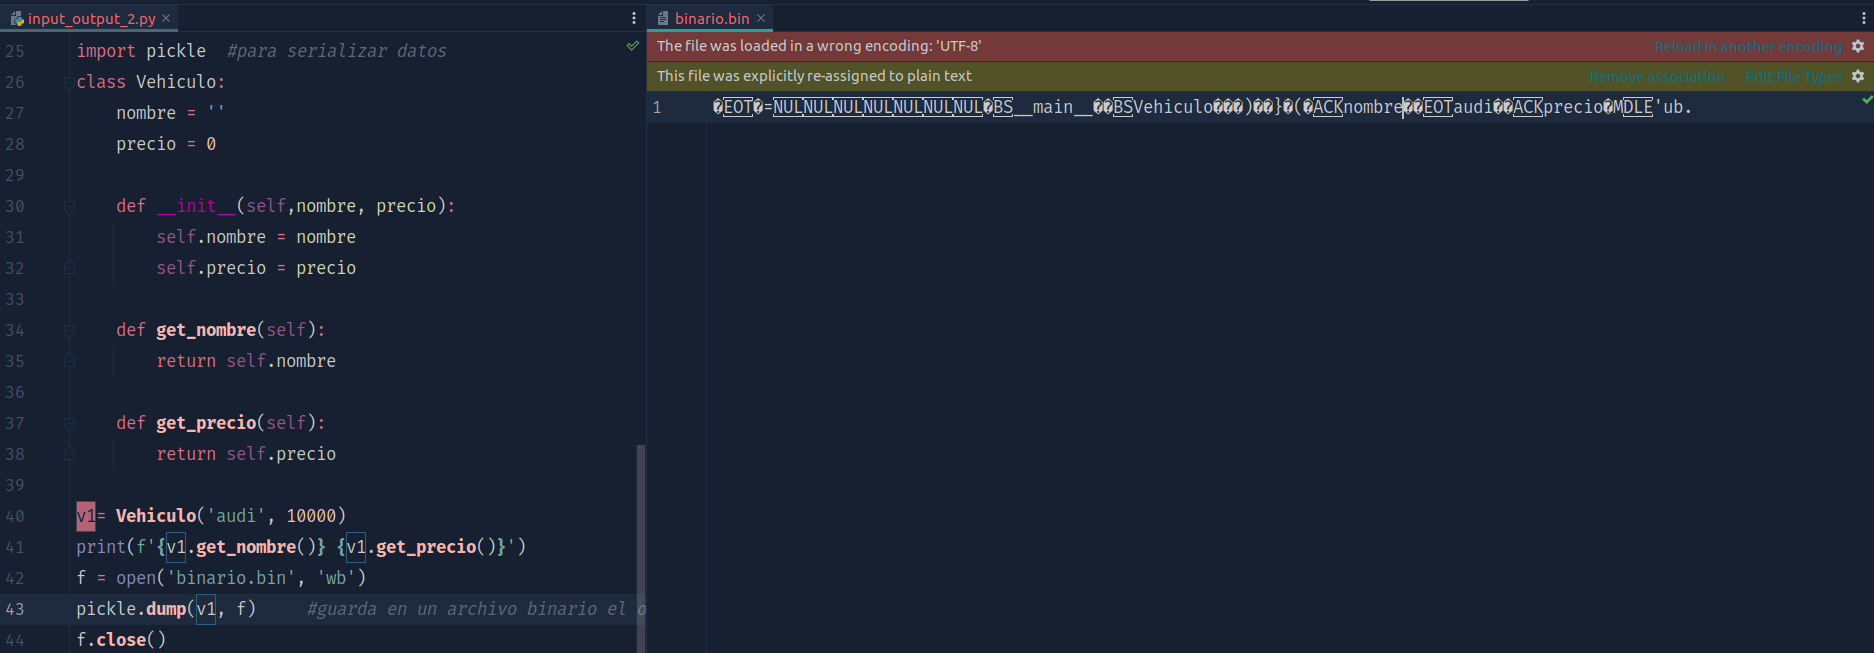 input_output_2.py
25 import pickle  #para serializar datos
26 class Vehiculo:
27     nombre = ''
28     precio = 0
29
30     def __init__(self,nombre, precio):
31         self.nombre = nombre
32         self.precio = precio
33
34     def get_nombre(self):
35         return self.nombre
36
37     def get_precio(self):
38         return self.precio
39
40 v1= Vehiculo('audi', 10000)
41 print(f'{v1.get_nombre()} {v1.get_precio()}')
42 f = open('binario.bin', 'wb')
43 pickle.dump(v1, f)     #guarda en un archivo binario el o
44 f.close()
binario.bin
The file was loaded in a wrong encoding: 'UTF-8' Reload in another encoding
This file was explicitly re-assigned to plain text Remove association Edit File Types
1 �EOT�=NULNULNULNULNULNULNUL�BS__main__��BSVehiculo���)��}�(�ACKnombre��EOTaudi��ACKprecio�MDLE'ub.